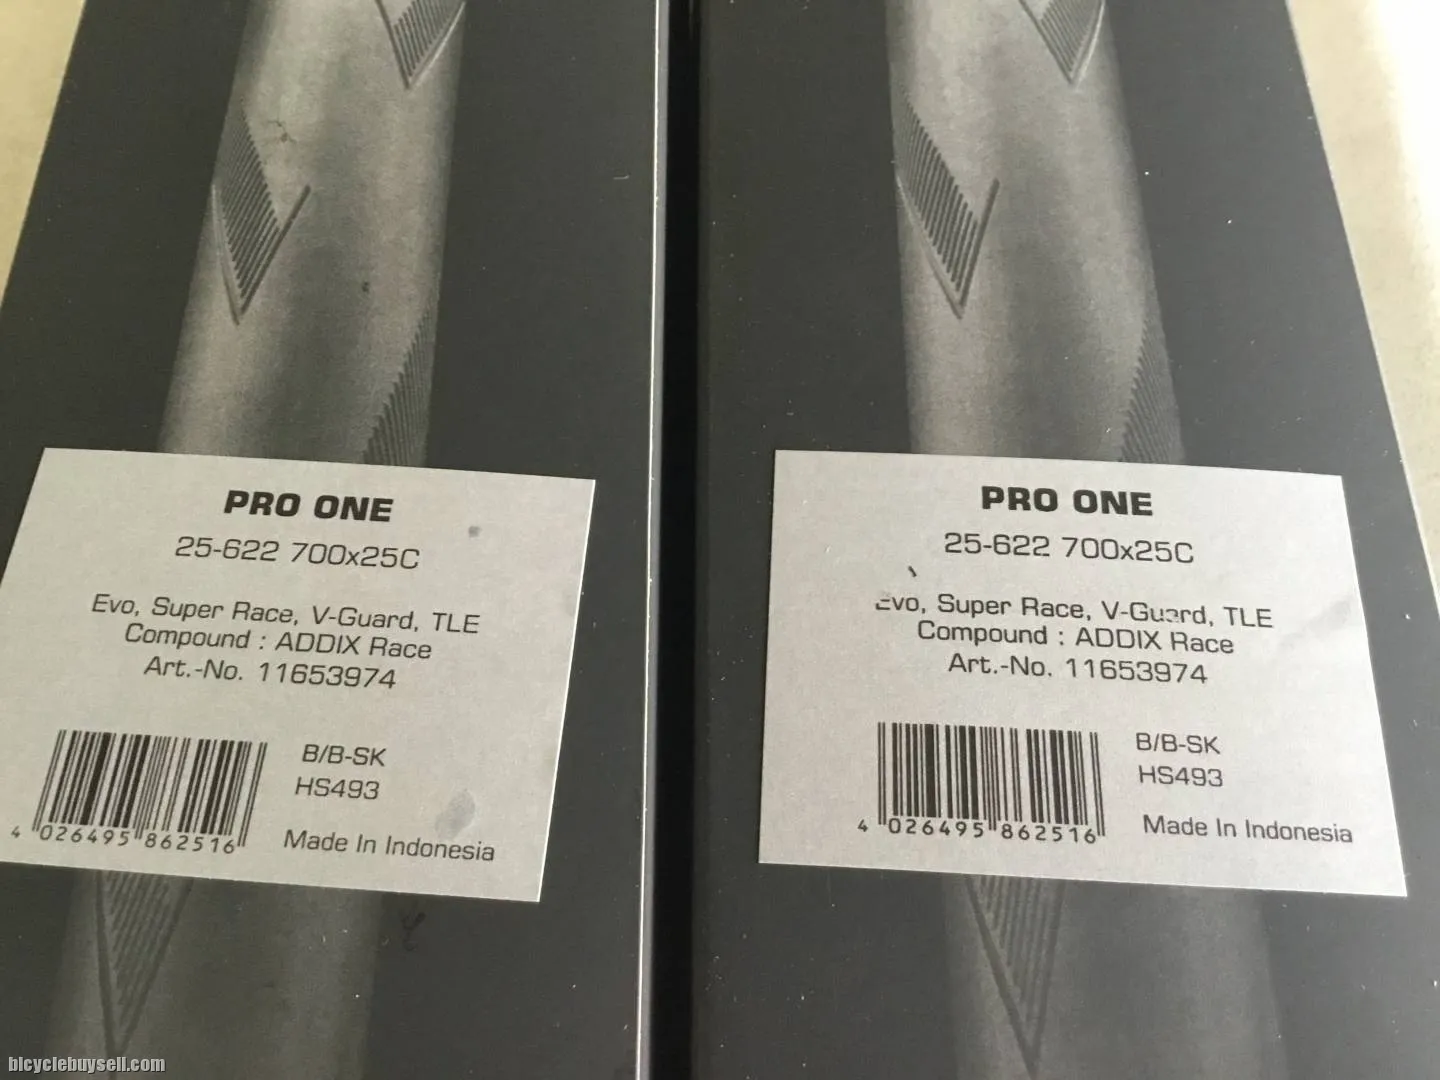 PRO ONE
25-622 700x25C
Evo, Super Race, V-Guard, TLE
Compound : ADDIX Race
Art.-No. 11653974
B/B-SK
HS493
4 026495 862516
Made In Indonesia
PRO ONE
25-622 700x25C
Evo, Super Race, V-Guard, TLE
Compound : ADDIX Race
Art.-No. 11653974
B/B-SK
HS493
4 026495 862516
Made In Indonesia
bicyclebuysell.com